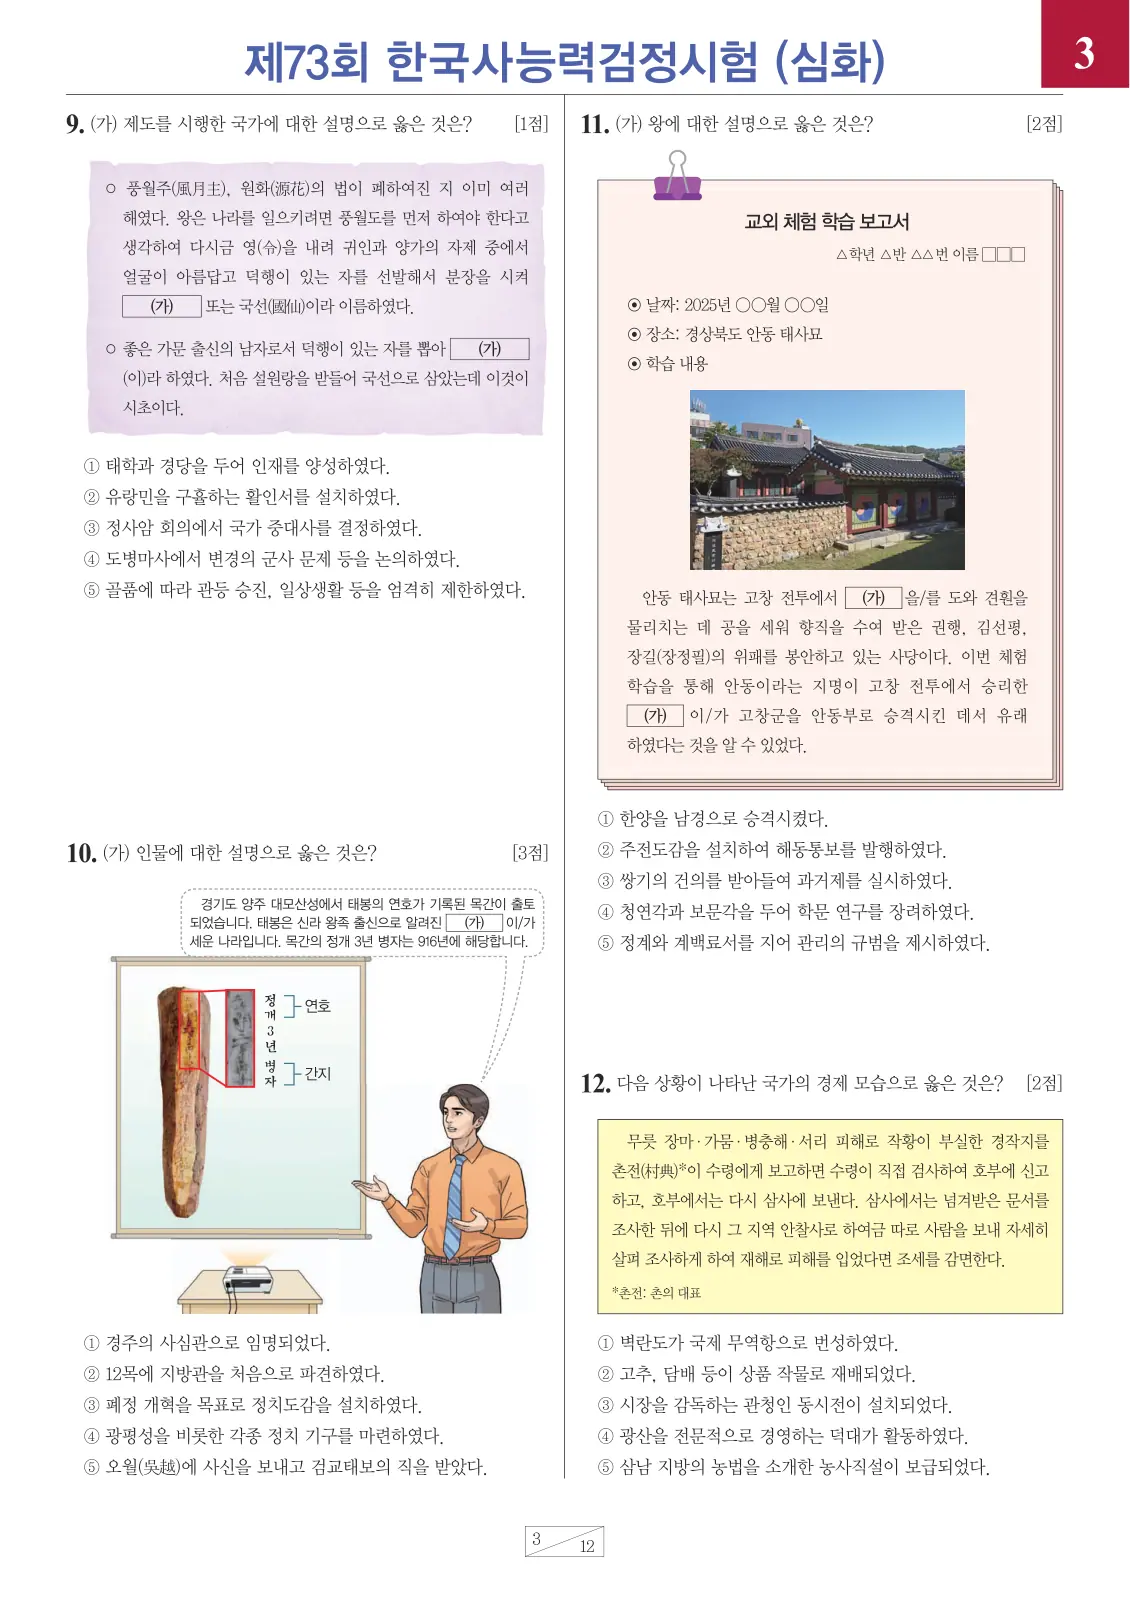 제73회 한국사능력검정시험 (심화)
3
9. (가) 제도를 시행한 국가에 대한 설명으로 옳은 것은? [1점]
○ 풍월주(風月主), 원화(源花)의 법이 폐하여진 지 이미 여러
해였다. 왕은 나라를 일으키려면 풍월도를 먼저 하여야 한다고
생각하여 다시금 영(令)을 내려 귀인과 양가의 자제 중에서
얼굴이 아름답고 덕행이 있는 자를 선발해서 분장을 시켜
(가) 또는 국선(國仙)이라 이름하였다.
○ 좋은 가문 출신의 남자로서 덕행이 있는 자를 뽑아 (가)
(이)라 하였다. 처음 설원랑을 받들어 국선으로 삼았는데 이것이
시초이다.
① 태학과 경당을 두어 인재를 양성하였다.
② 유랑민을 구휼하는 활인서를 설치하였다.
③ 정사암 회의에서 국가 중대사를 결정하였다.
④ 도병마사에서 변경의 군사 문제 등을 논의하였다.
⑤ 골품에 따라 관등 승진, 일상생활 등을 엄격히 제한하였다.
10. (가) 인물에 대한 설명으로 옳은 것은? [3점]
경기도 양주 대모산성에서 태봉의 연호가 기록된 목간이 출토
되었습니다. 태봉은 신라 왕족 출신으로 알려진 (가) 이/가
세운 나라입니다. 목간의 정개 3년 병자는 916년에 해당합니다.
정개3년 병자
연호
간지
① 경주의 사심관으로 임명되었다.
② 12목에 지방관을 처음으로 파견하였다.
③ 폐정 개혁을 목표로 정치도감을 설치하였다.
④ 광평성을 비롯한 각종 정치 기구를 마련하였다.
⑤ 오월(吳越)에 사신을 보내고 검교태보의 직을 받았다.
11. (가) 왕에 대한 설명으로 옳은 것은? [2점]
교외 체험 학습 보고서
△학년 △반 △△번 이름 □□□
⊙ 날짜: 2025년 ○○월 ○○일
⊙ 장소: 경상북도 안동 태사묘
⊙ 학습 내용
안동 태사묘는 고창 전투에서 (가) 을/를 도와 견훤을
물리치는 데 공을 세워 향직을 수여 받은 권행, 김선평,
장길(장정필)의 위패를 봉안하고 있는 사당이다. 이번 체험
학습을 통해 안동이라는 지명이 고창 전투에서 승리한
(가) 이/가 고창군을 안동부로 승격시킨 데서 유래
하였다는 것을 알 수 있었다.
① 한양을 남경으로 승격시켰다.
② 주전도감을 설치하여 해동통보를 발행하였다.
③ 쌍기의 건의를 받아들여 과거제를 실시하였다.
④ 청연각과 보문각을 두어 학문 연구를 장려하였다.
⑤ 정계와 계백료서를 지어 관리의 규범을 제시하였다.
12. 다음 상황이 나타난 국가의 경제 모습으로 옳은 것은? [2점]
무릇 장마·가뭄·병충해·서리 피해로 작황이 부실한 경작지를
촌전(村典)*이 수령에게 보고하면 수령이 직접 검사하여 호부에 신고
하고, 호부에서는 다시 삼사에 보낸다. 삼사에서는 넘겨받은 문서를
조사한 뒤에 다시 그 지역 안찰사로 하여금 따로 사람을 보내 자세히
살펴 조사하게 하여 재해로 피해를 입었다면 조세를 감면한다.
*촌전: 촌의 대표
① 벽란도가 국제 무역항으로 번성하였다.
② 고추, 담배 등이 상품 작물로 재배되었다.
③ 시장을 감독하는 관청인 동시전이 설치되었다.
④ 광산을 전문적으로 경영하는 덕대가 활동하였다.
⑤ 삼남 지방의 농법을 소개한 농사직설이 보급되었다.
3
12